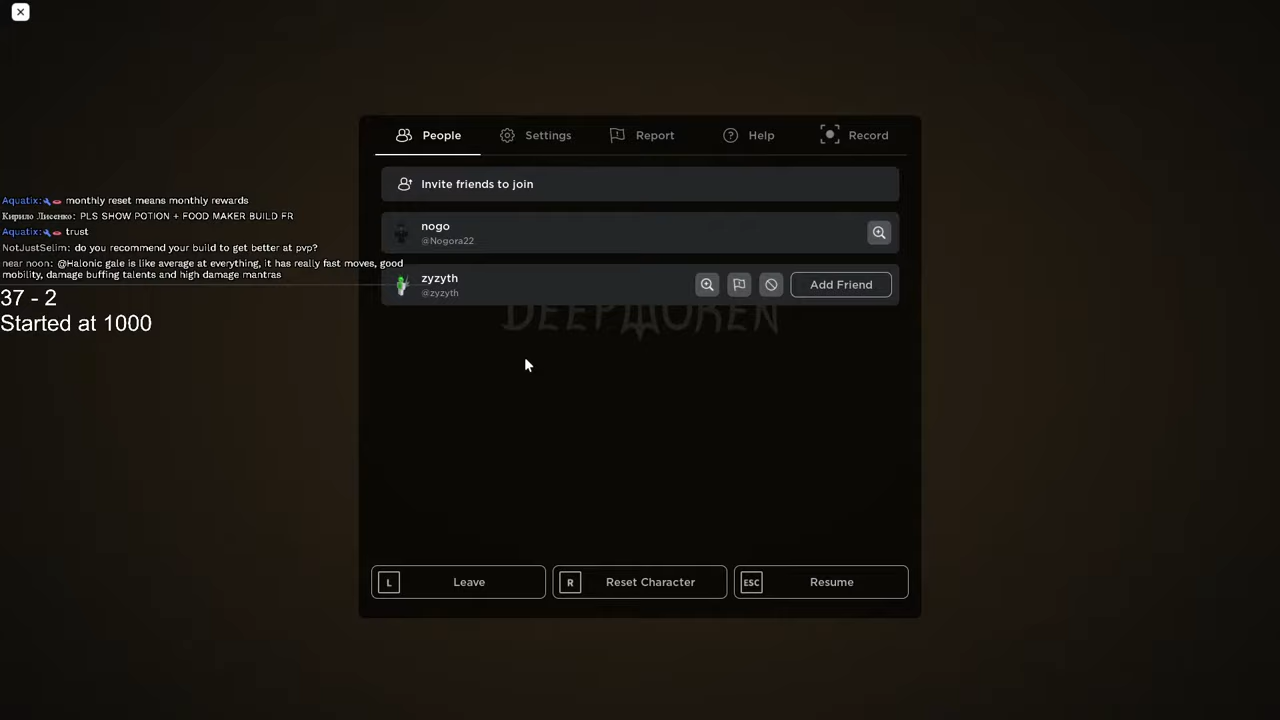 People
Settings
Report
Help
Record
Invite friends to join
nogo
@Nogora22
zyzyth
@zyzyth
Add Friend
DEEPWOKEN
Aquatix: monthly reset means monthly rewards
Кирило Лисенко: PLS SHOW POTION + FOOD MAKER BUILD FR
Aquatix: trust
NotJustSelim: do you recommend your build to get better at pvp?
near noon: @Halonic gale is like average at everything, it has really fast moves, good
mobility, damage buffing talents and high damage mantras
37 - 2
Started at 1000
L Leave
R Reset Character
ESC Resume